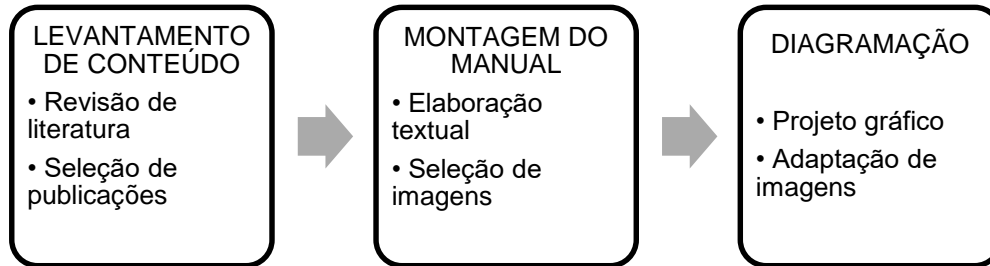 LEVANTAMENTO
DE CONTEÚDO
• Revisão de
literatura
• Seleção de
publicações
MONTAGEM DO
MANUAL
• Elaboração
textual
• Seleção de
imagens
DIAGRAMAÇÃO
• Projeto gráfico
• Adaptação de
imagens